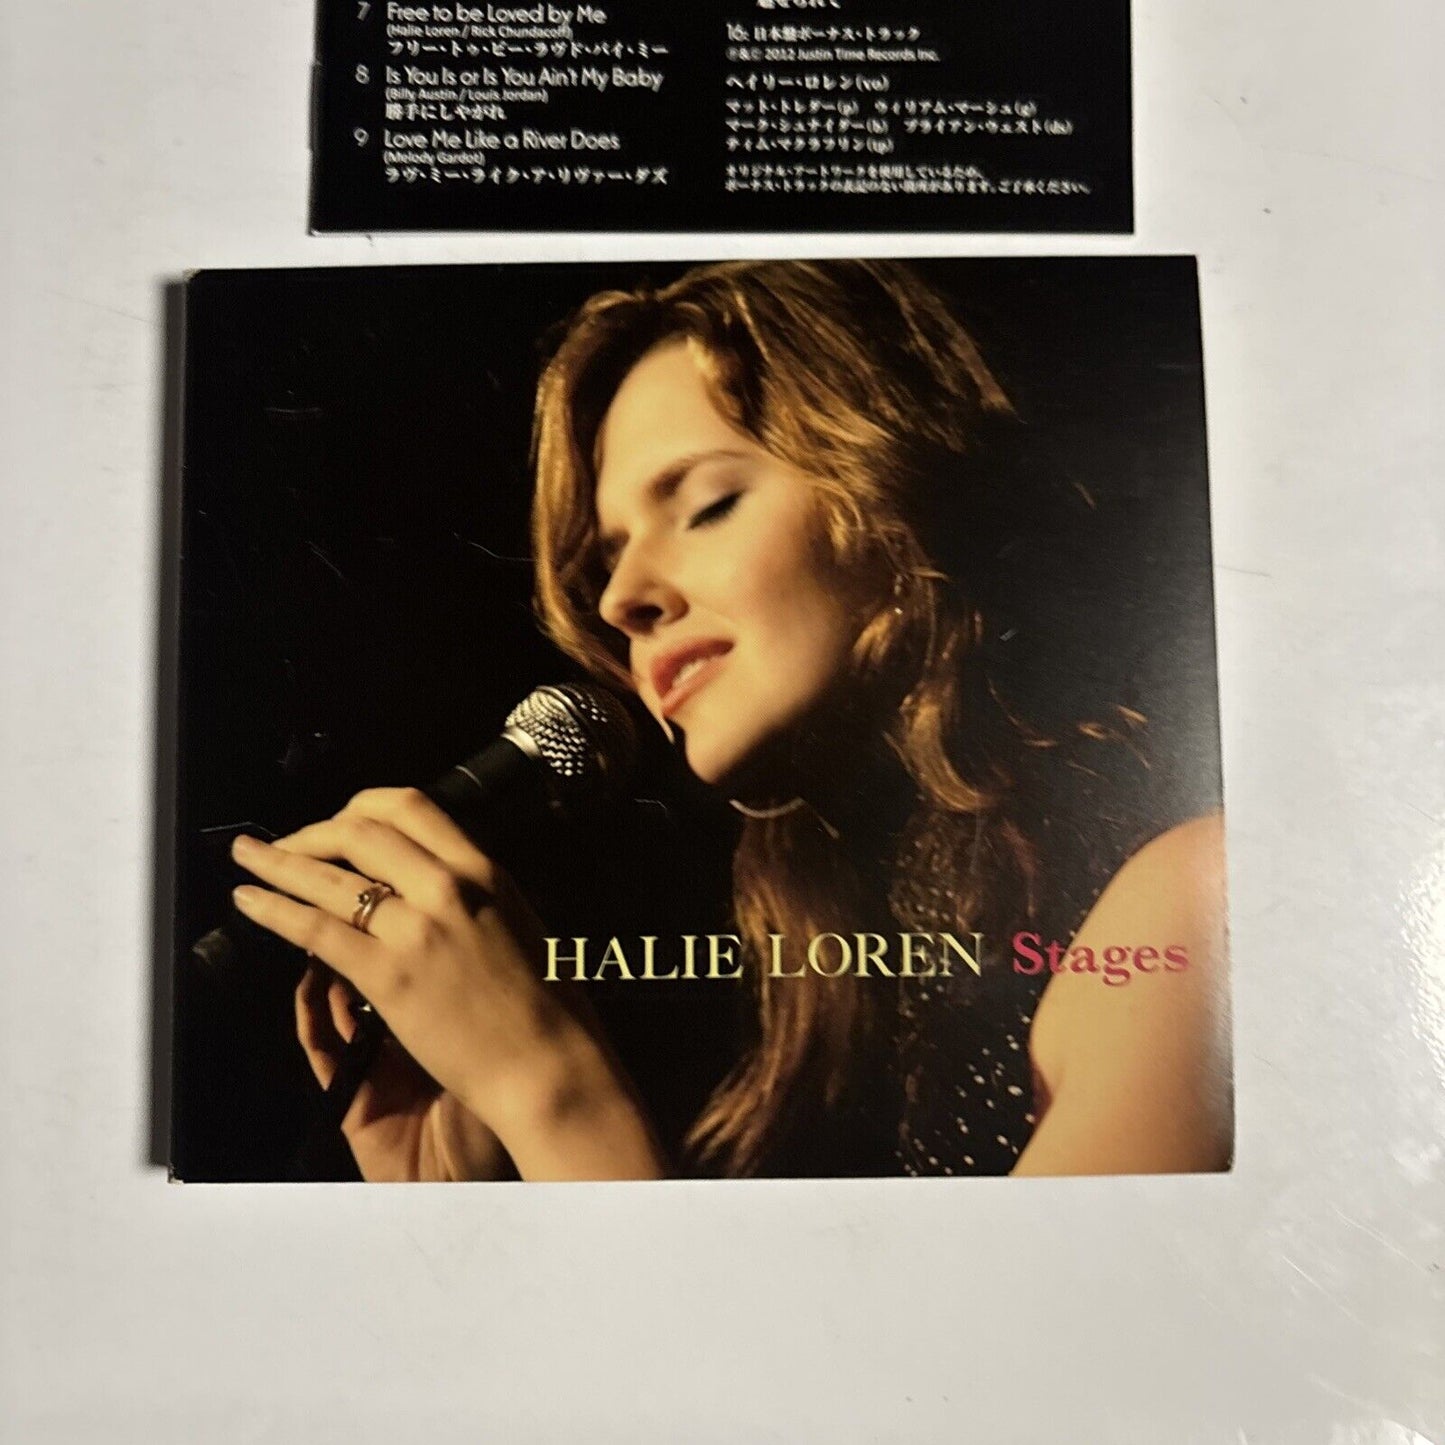 7 Free to be Loved by Me
(Halie Loren / Rick Chundacoff)
フリー・トゥ・ビー・ラヴド・バイ・ミー
8 Is You Is or Is You Ain't My Baby
(Billy Austin / Louis Jordan)
勝手にしやがれ
9 Love Me Like a River Does
(Melody Gardot)
ラヴ・ミー・ライク・ア・リヴァー・ダズ
16: 日本盤ボーナス・トラック
℗&© 2012 Justin Time Records Inc.
ヘイリー・ロレン(vo)
マット・トレダー(p) ウィリアム・マーシュ(g)
マーク・シュナイダー(b) ブライアン・ウェスト(ds)
ティム・マクラフリン(tp)
オリジナル・アートワークを使用しているため、
ボーナス・トラックの表記のない箇所があります。ご了承ください。
HALIE LOREN Stages